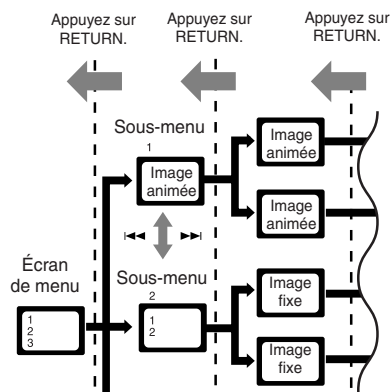 Appuyez sur
RETURN.
Appuyez sur
RETURN.
Appuyez sur
RETURN.
Sous-menu
1
Image
animée
Image
animée
Image
animée
Écran
de menu
1
2
3
Sous-menu
2
1
2
Image
fixe
Image
fixe